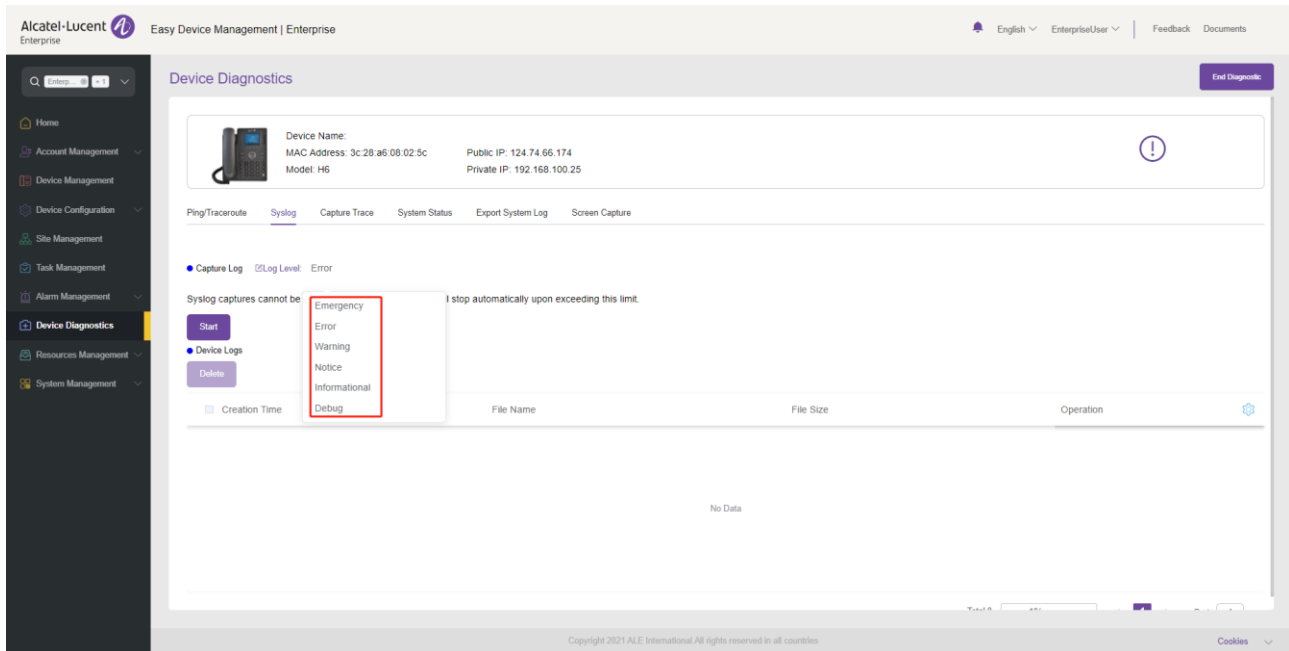 Alcatel·Lucent
Enterprise
Easy Device Management | Enterprise
English
EnterpriseUser
Feedback
Documents
Enterp...
+ 1
Home
Account Management
Device Management
Device Configuration
Site Management
Task Management
Alarm Management
Device Diagnostics
Resources Management
System Management
Device Diagnostics
End Diagnostic
Device Name:
MAC Address: 3c:28:a6:08:02:5c
Public IP: 124.74.66.174
Model: H6
Private IP: 192.168.100.25
Ping/Traceroute
Syslog
Capture Trace
System Status
Export System Log
Screen Capture
Capture Log
Log Level:
Error
Syslog captures cannot be
stop automatically upon exceeding this limit.
Emergency
Error
Warning
Notice
Informational
Debug
Start
Device Logs
Delete
Creation Time
File Name
File Size
Operation
No Data
Copyright 2021 ALE International.All rights reserved in all countries
Cookies